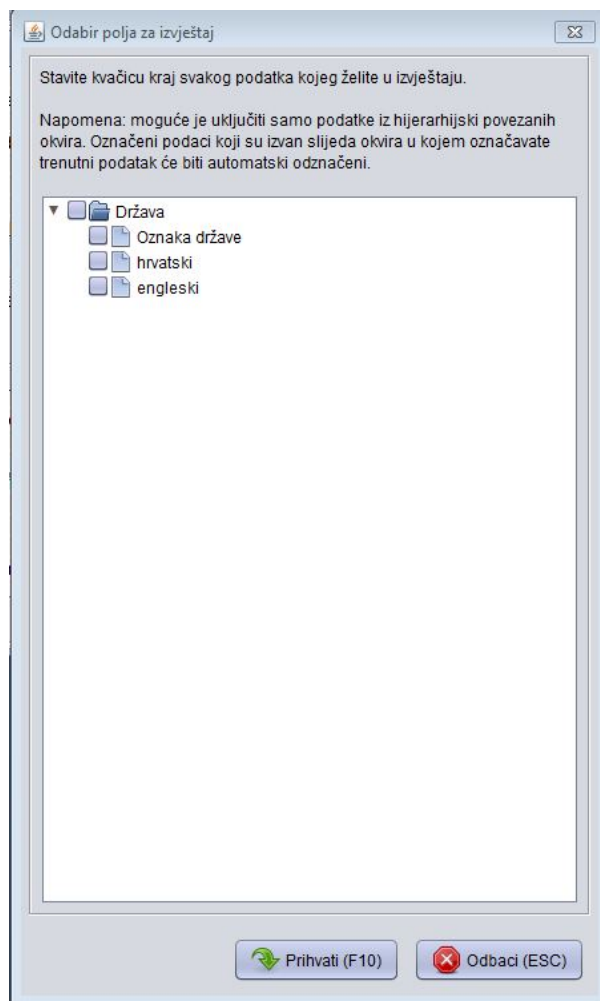 Odabir polja za izvještaj
Stavite kvačicu kraj svakog podatka kojeg želite u izvještaju.
Napomena: moguće je uključiti samo podatke iz hijerarhijski povezanih
okvira. Označeni podaci koji su izvan slijeda okvira u kojem označavate
trenutni podatak će biti automatski odznačeni.
Država
Oznaka države
hrvatski
engleski
Prihvati (F10)
Odbaci (ESC)